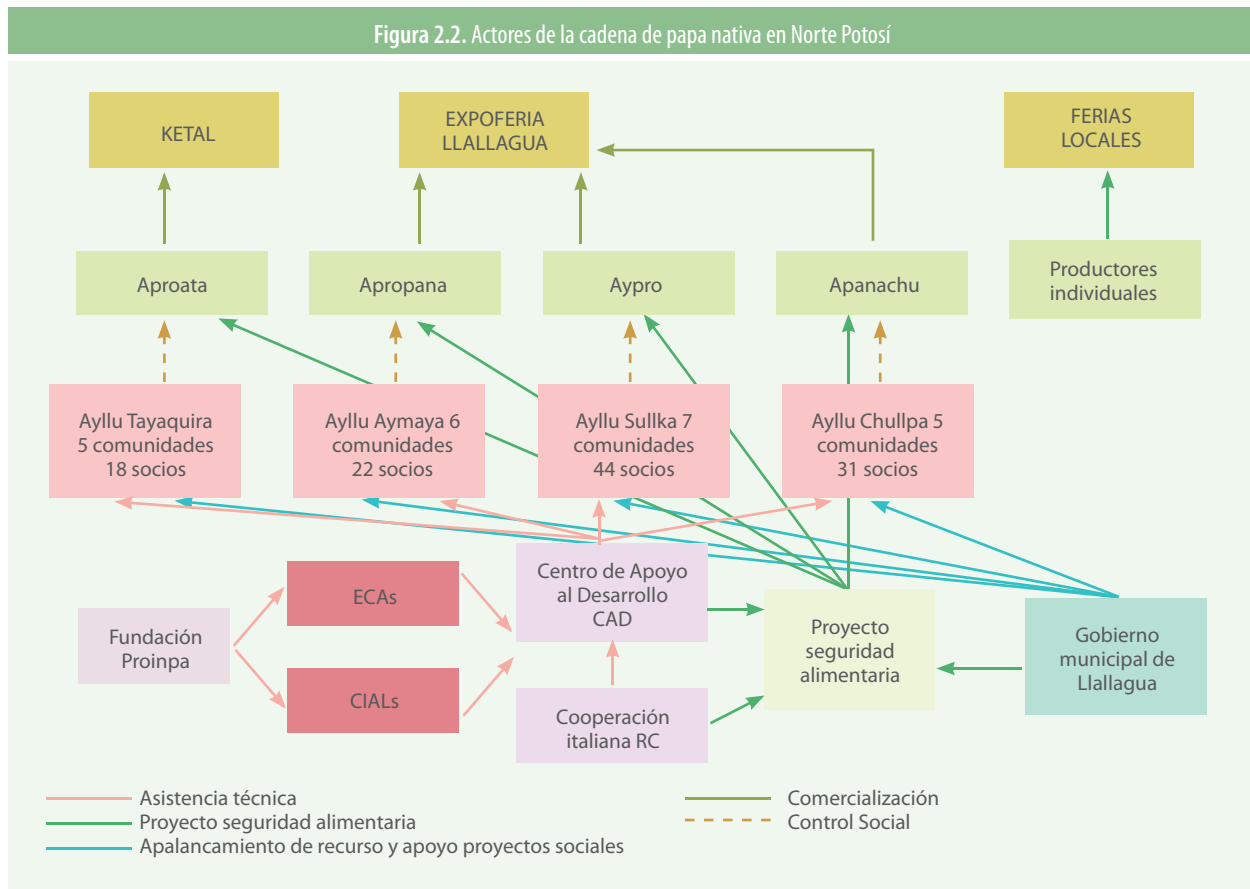 Figura 2.2. Actores de la cadena de papa nativa en Norte Potosí
KETAL
EXPOFERIA
LLALLAGUA
FERIAS
LOCALES
Aproata
Apropana
Aypro
Apanachu
Productores
individuales
Ayllu Tayaquira
5 comunidades
18 socios
Ayllu Aymaya 6
comunidades
22 socios
Ayllu Sullka 7
comunidades
44 socios
Ayllu Chullpa 5
comunidades
31 socios
Fundación
Proinpa
ECAs
CIALs
Centro de Apoyo
al Desarrollo
CAD
Cooperación
italiana RC
Proyecto
seguridad
alimentaria
Gobierno
municipal de
Llallagua
Asistencia técnica
Proyecto seguridad alimentaria
Apalancamiento de recurso y apoyo proyectos sociales
Comercialización
Control Social